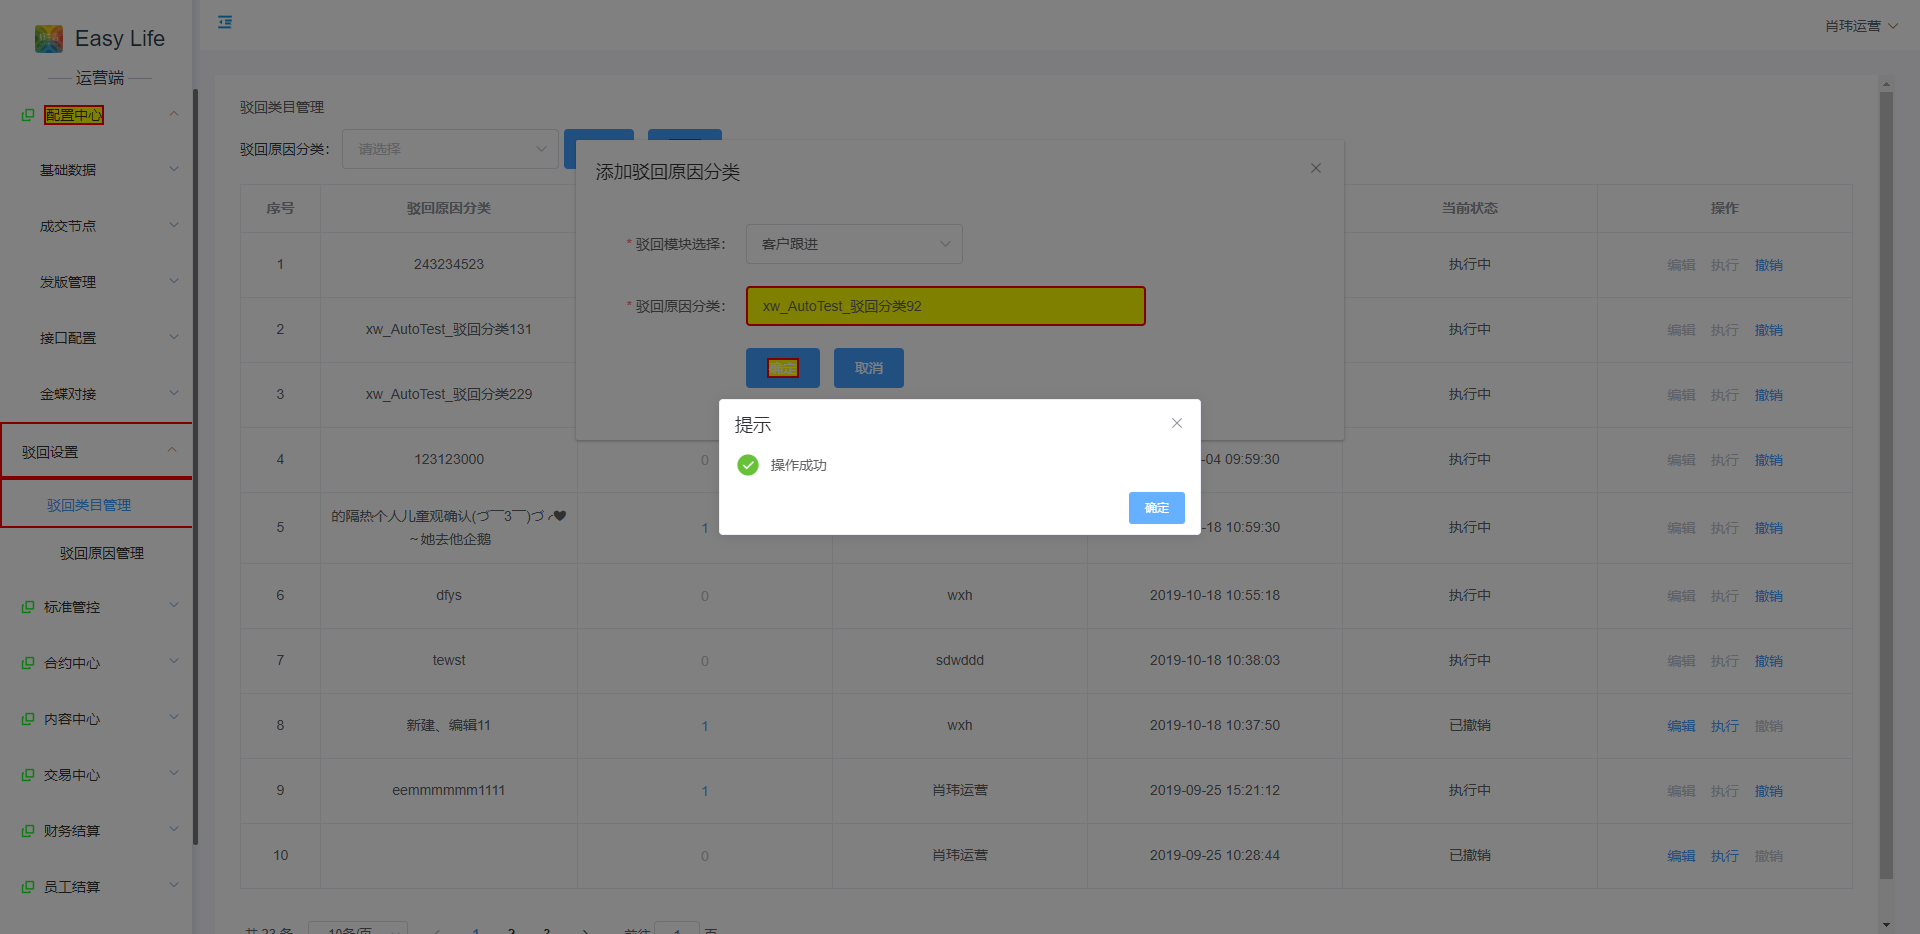 Easy Life
运营端
肖玮运营
配置中心
基础数据
成交节点
发版管理
接口配置
金蝶对接
驳回设置
驳回类目管理
驳回原因管理
标准管控
合约中心
内容中心
交易中心
财务结算
员工结算
驳回类目管理
驳回原因分类: 请选择
添加驳回原因分类
* 驳回模块选择: 客户跟进
* 驳回原因分类: xw_AutoTest_驳回分类92
确定 取消
提示
操作成功
确定
序号 驳回原因分类 当前状态 操作
1 243234523 执行中 编辑 执行 撤销
2 xw_AutoTest_驳回分类131 执行中 编辑 执行 撤销
3 xw_AutoTest_驳回分类229 执行中 编辑 执行 撤销
4 123123000 0 -04 09:59:30 执行中 编辑 执行 撤销
5 的隔热个人儿童观确认(づ￣3￣)づ╭❤
～她去他企鹅 1 -18 10:59:30 执行中 编辑 执行 撤销
6 dfys 0 wxh 2019-10-18 10:55:18 执行中 编辑 执行 撤销
7 tewst 0 sdwddd 2019-10-18 10:38:03 执行中 编辑 执行 撤销
8 新建、编辑11 1 wxh 2019-10-18 10:37:50 已撤销 编辑 执行 撤销
9 eemmmmmm1111 1 肖玮运营 2019-09-25 15:21:12 执行中 编辑 执行 撤销
10 0 肖玮运营 2019-09-25 10:28:44 已撤销 编辑 执行 撤销
共 23 条 10条/页 1 2 3 前往 1 页